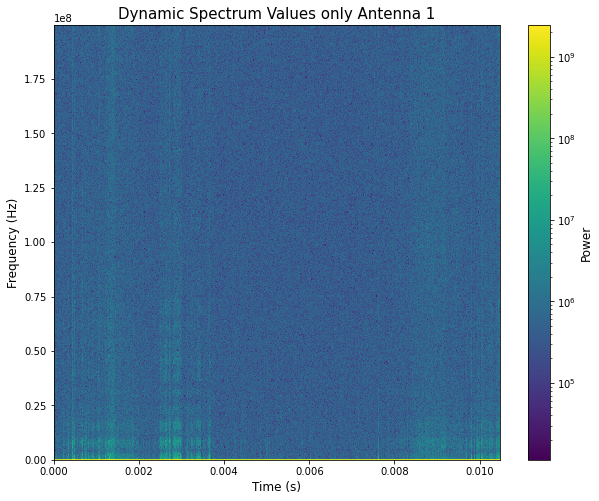 Dynamic Spectrum Values only Antenna 1
1e8
1.75
1.50
1.25
1.00
0.75
0.50
0.25
0.00
Frequency (Hz)
0.000 0.002 0.004 0.006 0.008 0.010
Time (s)
10⁹
10⁸
10⁷
10⁶
10⁵
Power